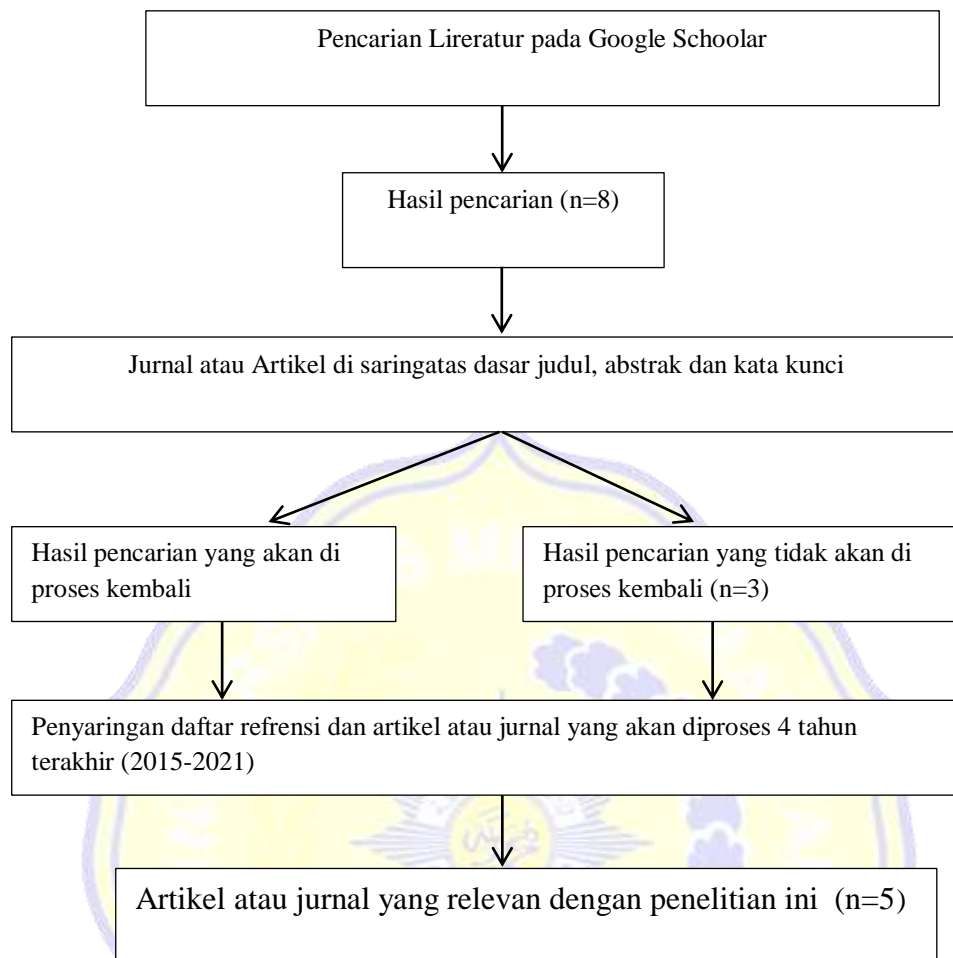 Pencarian Lireratur pada Google Schoolar
Hasil pencarian (n=8)
Jurnal atau Artikel di saringatas dasar judul, abstrak dan kata kunci
Hasil pencarian yang akan di
proses kembali
Hasil pencarian yang tidak akan di
proses kembali (n=3)
Penyaringan daftar refrensi dan artikel atau jurnal yang akan diproses 4 tahun
terakhir (2015-2021)
Artikel atau jurnal yang relevan dengan penelitian ini (n=5)